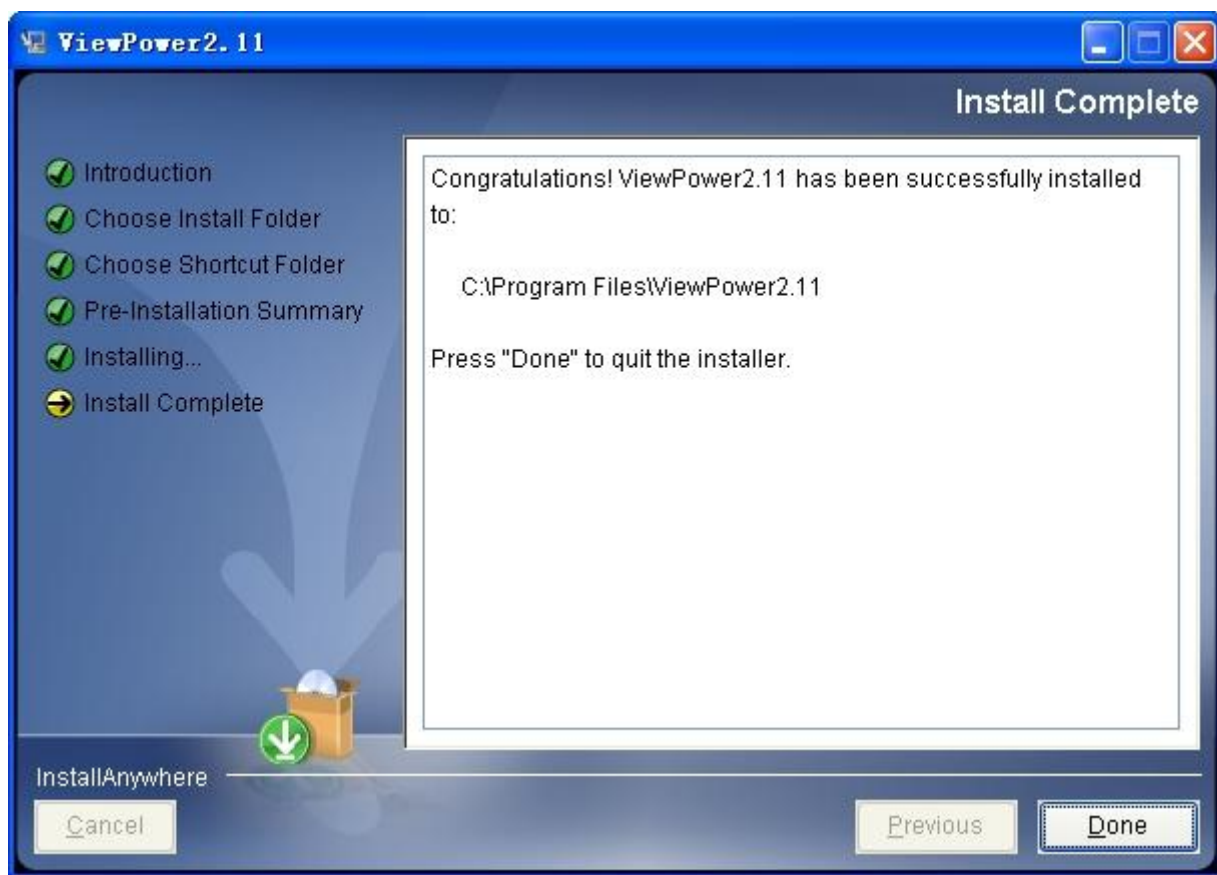 ViewPower2.11
Install Complete
Introduction
Choose Install Folder
Choose Shortcut Folder
Pre-Installation Summary
Installing...
Install Complete
Congratulations! ViewPower2.11 has been successfully installed
to:
C:\Program Files\ViewPower2.11
Press "Done" to quit the installer.
InstallAnywhere
Cancel
Previous
Done